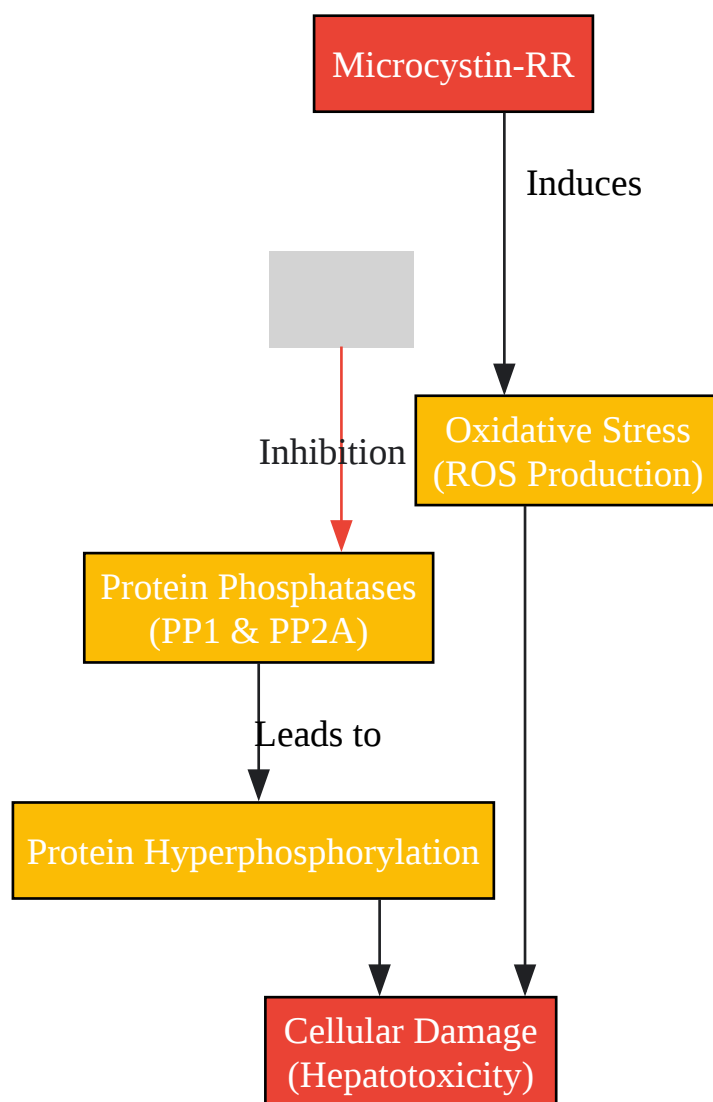 Microcystin-RR
Induces
Oxidative Stress
(ROS Production)
Inhibition
Protein Phosphatases
(PP1 & PP2A)
Leads to
Protein Hyperphosphorylation
Cellular Damage
(Hepatotoxicity)